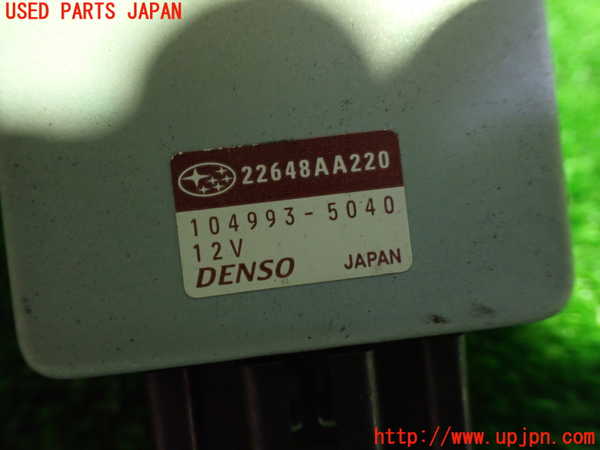 USED PARTS JAPAN
22648AA220
104993-5040
12V
DENSO JAPAN
http://www.upjpn.com